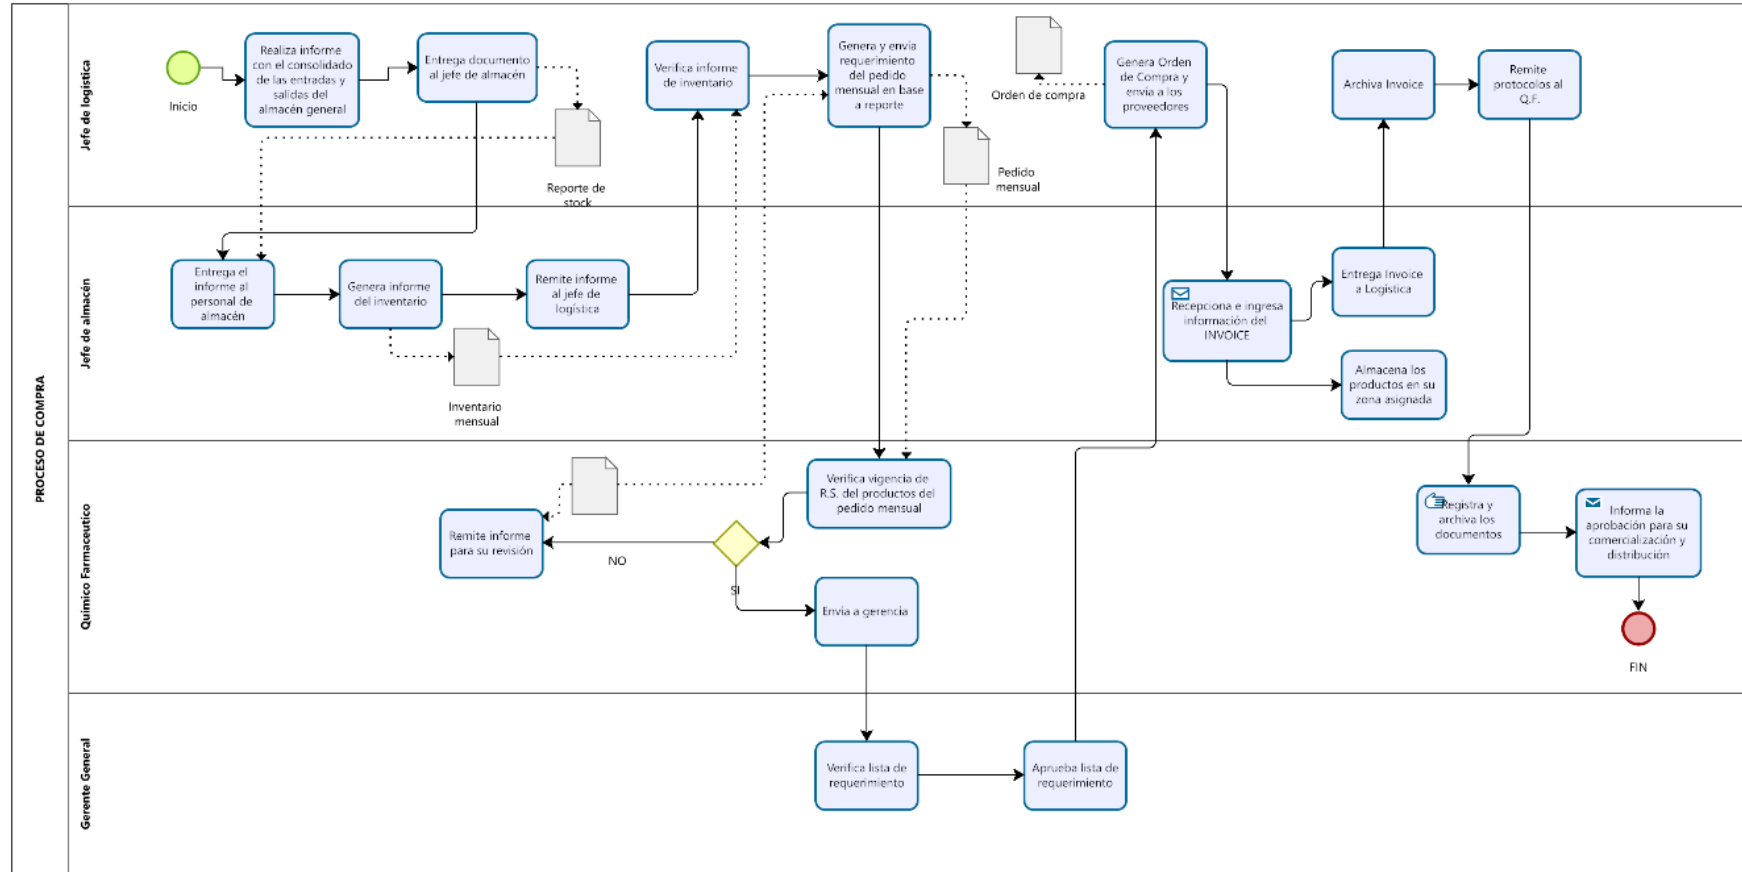 PROCESO DE COMPRA
Jefe de logística
Inicio
Realiza informe
con el consolidado
de las entradas y
salidas del
almacén general
Entrega documento
al jefe de almacén
Reporte de
stock
Verifica informe
de inventario
Genera y envía
requerimiento
del pedido
mensual en base
a reporte
Pedido
mensual
Orden de compra
Genera Orden
de Compra y
envía a los
proveedores
Archiva Invoice
Remite
protocolos al
Q.F.
Jefe de almacén
Entrega el
informe al
personal de
almacén
Genera informe
del inventario
Inventario
mensual
Remite informe
al jefe de
logística
Recepciona e ingresa
información del
INVOICE
Entrega Invoice
a Logística
Almacena los
productos en su
zona asignada
Químico Farmaceutico
Remite informe
para su revisión
NO
SI
Verifica vigencia de
R.S. del productos del
pedido mensual
Envía a gerencia
Registra y
archiva los
documentos
Informa la
aprobación para su
comercialización y
distribución
FIN
Gerente General
Verifica lista de
requerimiento
Aprueba lista de
requerimiento